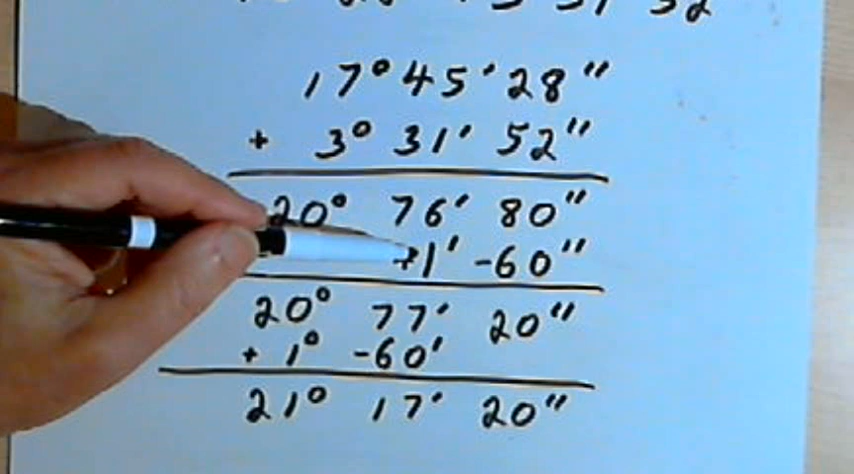 17° 45' 28"
+ 3° 31' 52"
20° 76' 80"
+1' -60"
20° 77' 20"
+ 1° -60'
21° 17' 20"